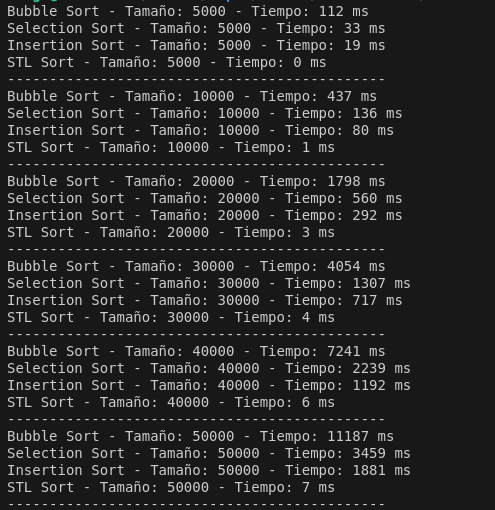 Bubble Sort - Tamaño: 5000 - Tiempo: 112 ms
Selection Sort - Tamaño: 5000 - Tiempo: 33 ms
Insertion Sort - Tamaño: 5000 - Tiempo: 19 ms
STL Sort - Tamaño: 5000 - Tiempo: 0 ms
---------------------------------------------
Bubble Sort - Tamaño: 10000 - Tiempo: 437 ms
Selection Sort - Tamaño: 10000 - Tiempo: 136 ms
Insertion Sort - Tamaño: 10000 - Tiempo: 80 ms
STL Sort - Tamaño: 10000 - Tiempo: 1 ms
---------------------------------------------
Bubble Sort - Tamaño: 20000 - Tiempo: 1798 ms
Selection Sort - Tamaño: 20000 - Tiempo: 560 ms
Insertion Sort - Tamaño: 20000 - Tiempo: 292 ms
STL Sort - Tamaño: 20000 - Tiempo: 3 ms
---------------------------------------------
Bubble Sort - Tamaño: 30000 - Tiempo: 4054 ms
Selection Sort - Tamaño: 30000 - Tiempo: 1307 ms
Insertion Sort - Tamaño: 30000 - Tiempo: 717 ms
STL Sort - Tamaño: 30000 - Tiempo: 4 ms
---------------------------------------------
Bubble Sort - Tamaño: 40000 - Tiempo: 7241 ms
Selection Sort - Tamaño: 40000 - Tiempo: 2239 ms
Insertion Sort - Tamaño: 40000 - Tiempo: 1192 ms
STL Sort - Tamaño: 40000 - Tiempo: 6 ms
---------------------------------------------
Bubble Sort - Tamaño: 50000 - Tiempo: 11187 ms
Selection Sort - Tamaño: 50000 - Tiempo: 3459 ms
Insertion Sort - Tamaño: 50000 - Tiempo: 1881 ms
STL Sort - Tamaño: 50000 - Tiempo: 7 ms
---------------------------------------------